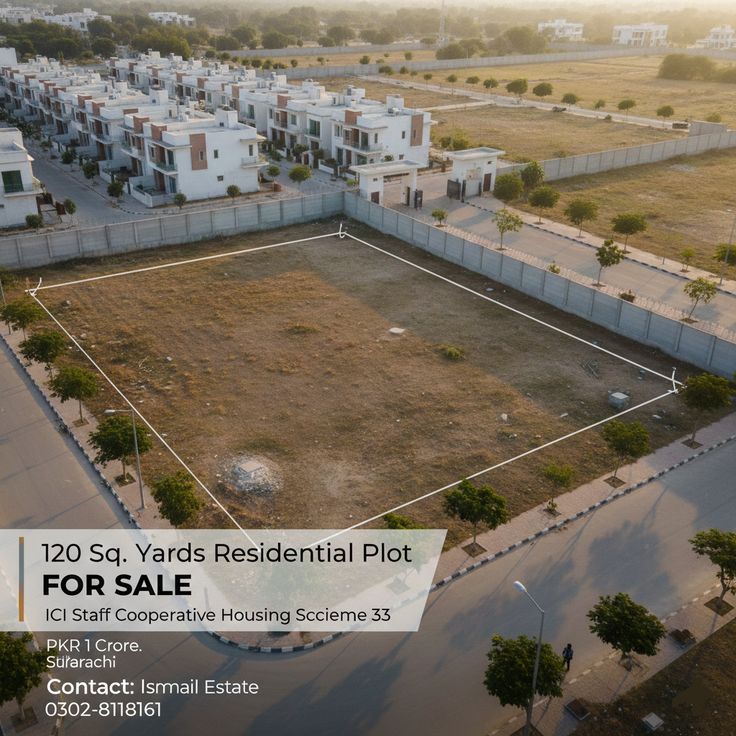 120 Sq. Yards Residential Plot
FOR SALE
ICI Staff Cooperative Housing Sccieme 33
PKR 1 Crore.
Contact: Ismail Estate
0302-8118161